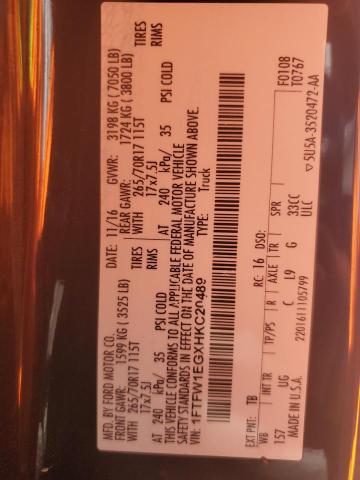 MFD. BY FORD MOTOR CO.
DATE: 11/16 GVWR: 3198 KG ( 7050 LB)
FRONT GAWR: 1599 KG ( 3525 LB) REAR GAWR: 1724 KG ( 3800 LB)
WITH 265/70R17 115T TIRES
WITH 265/70R17 115T TIRES
17x7.5J RIMS
17x7.5J RIMS
AT 240 kPa/ 35 PSI COLD
AT 240 kPa/ 35 PSI COLD
THIS VEHICLE CONFORMS TO ALL APPLICABLE FEDERAL MOTOR VEHICLE
SAFETY STANDARDS IN EFFECT ON THE DATE OF MANUFACTURE SHOWN ABOVE.
VIN: 1FTFW1EGXHKC20489
TYPE: Truck
F0108
T0767
EXT PNT: TB RC: 16 DSO:
WB INT TR TP/PS R AXLE TR SPR
157 UG C L9 G 33CC
ULC
MADE IN U.S.A. 2201611105799
▽5U5A-3520472-AA